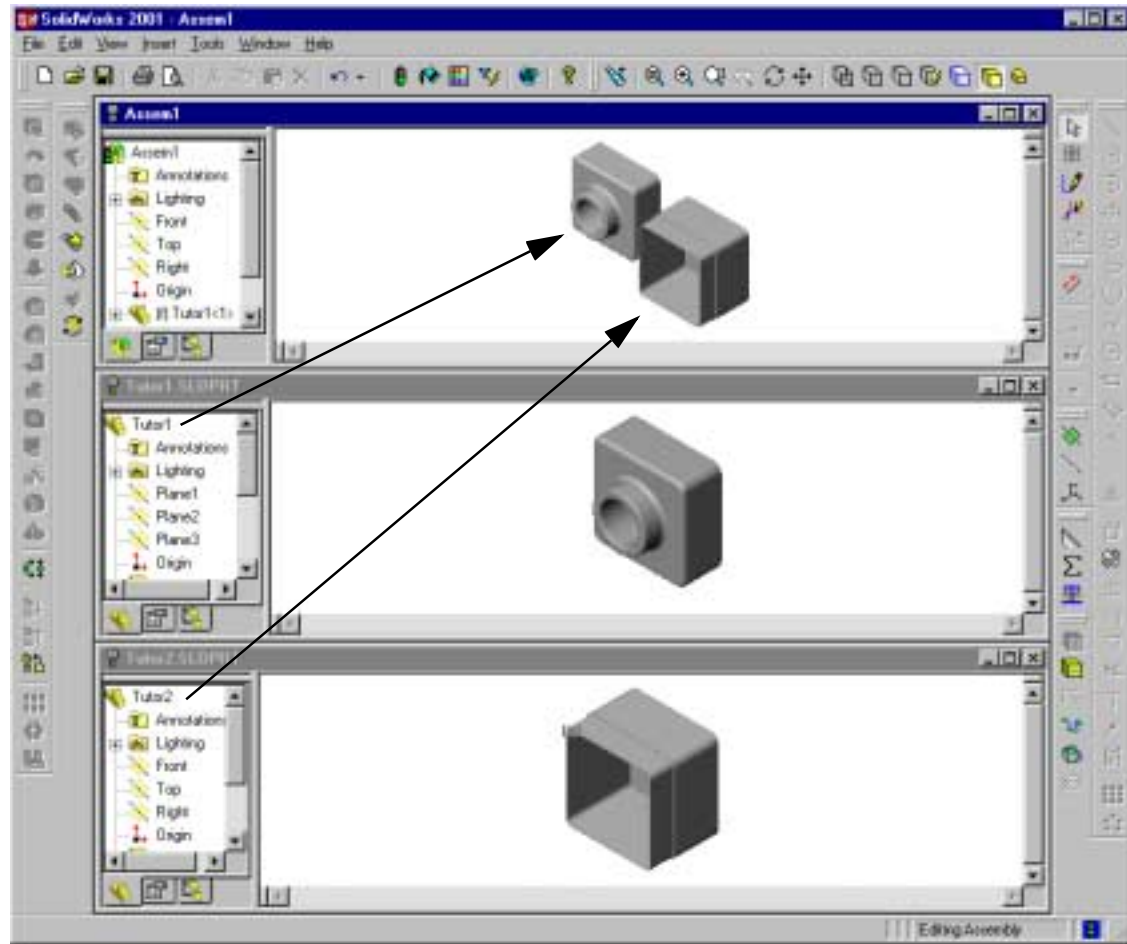 SolidWorks 2001 - Assem1
File Edit View Insert Tools Window Help
Assem1
Assem1
Annotations
Lighting
Front
Top
Right
Origin
(f) Tutor1<1>
Tutor1.SLDPRT
Tutor1
Annotations
Lighting
Plane1
Plane2
Plane3
Origin
Tutor2.SLDPRT
Tutor2
Annotations
Lighting
Front
Top
Right
Origin
Editing Assembly